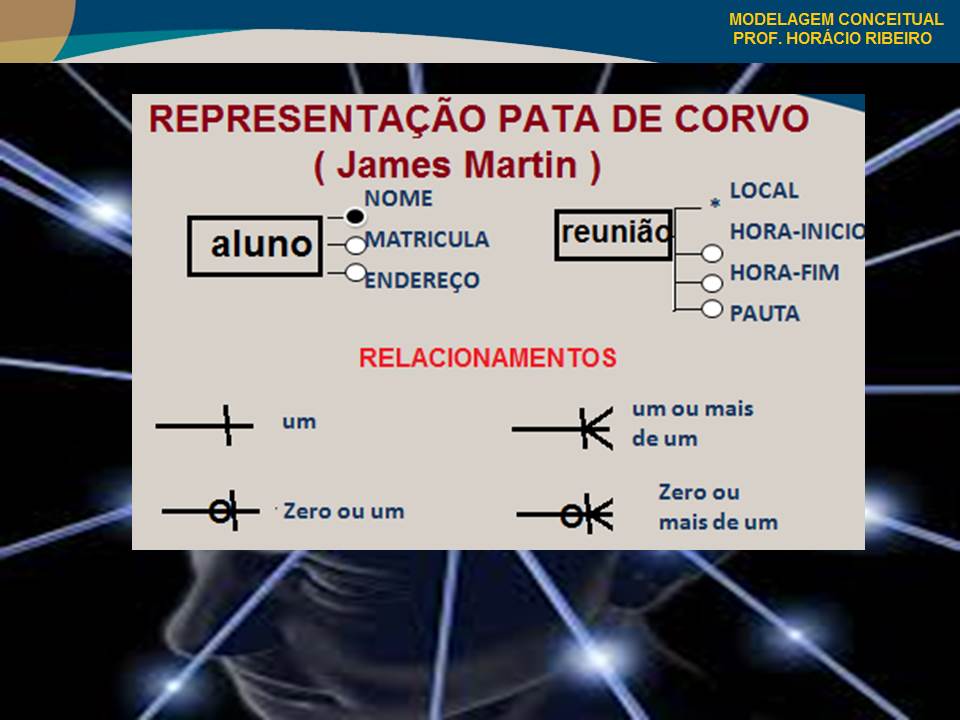 MODELAGEM CONCEITUAL
PROF. HORÁCIO RIBEIRO
REPRESENTAÇÃO PATA DE CORVO
( James Martin )
aluno
NOME
MATRICULA
ENDEREÇO
reunião
* LOCAL
HORA-INICIO
HORA-FIM
PAUTA
RELACIONAMENTOS
um
um ou mais
de um
Zero ou um
Zero ou
mais de um